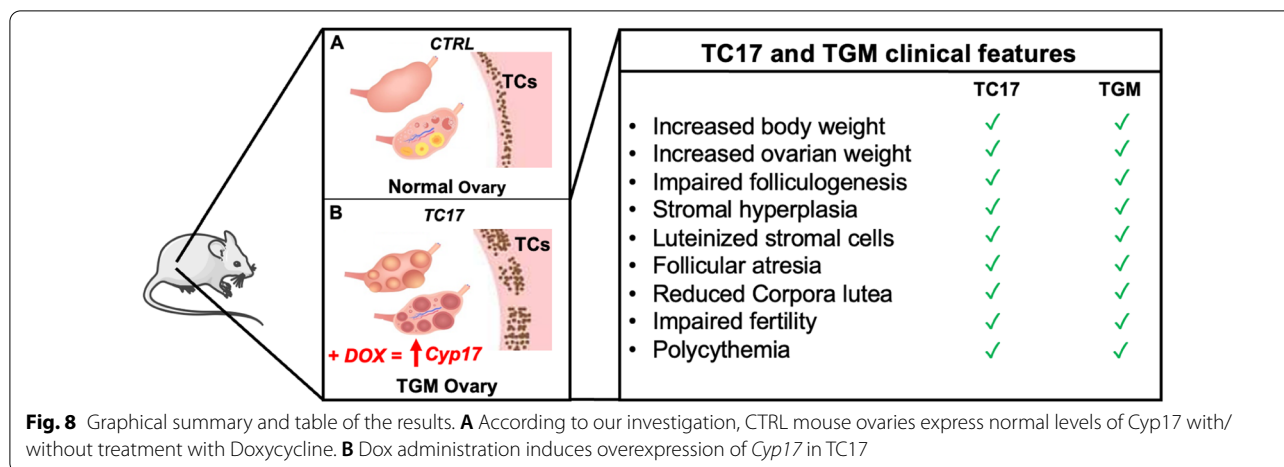 A
CTRL
TCs
Normal Ovary
B
TC17
TCs
+ DOX = ↑ Cyp17
TGM Ovary
TC17 and TGM clinical features
TC17 TGM
• Increased body weight ✓ ✓
• Increased ovarian weight ✓ ✓
• Impaired folliculogenesis ✓ ✓
• Stromal hyperplasia ✓ ✓
• Luteinized stromal cells ✓ ✓
• Follicular atresia ✓ ✓
• Reduced Corpora lutea ✓ ✓
• Impaired fertility ✓ ✓
• Polycythemia ✓ ✓
Fig. 8 Graphical summary and table of the results. A According to our investigation, CTRL mouse ovaries express normal levels of Cyp17 with/
without treatment with Doxycycline. B Dox administration induces overexpression of Cyp17 in TC17